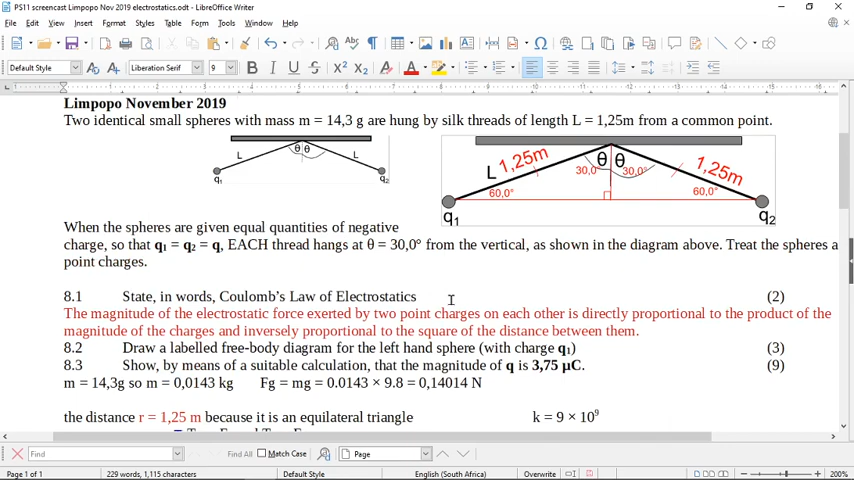 PS11 screencast Limpopo Nov 2019 electrostatics.odt - LibreOffice Writer
File Edit View Insert Format Styles Table Form Tools Window Help
Default Style Liberation Serif 9
Limpopo November 2019
Two identical small spheres with mass m = 14,3 g are hung by silk threads of length L = 1,25m from a common point.
θ θ
L L
q1 q2
L 1,25m θ θ 1,25m
30,0° 30,0°
60,0° 60,0°
q1 q2
When the spheres are given equal quantities of negative
charge, so that q1 = q2 = q, EACH thread hangs at θ = 30,0° from the vertical, as shown in the diagram above. Treat the spheres a
point charges.
8.1 State, in words, Coulomb's Law of Electrostatics (2)
The magnitude of the electrostatic force exerted by two point charges on each other is directly proportional to the product of the
magnitude of the charges and inversely proportional to the square of the distance between them.
8.2 Draw a labelled free-body diagram for the left hand sphere (with charge q1) (3)
8.3 Show, by means of a suitable calculation, that the magnitude of q is 3,75 µC. (9)
m = 14,3g so m = 0,0143 kg Fg = mg = 0.0143 × 9.8 = 0,14014 N
the distance r = 1,25 m because it is an equilateral triangle k = 9 × 10⁹
Find Find All Match Case Page
Page 1 of 1 229 words, 1,115 characters Default Style English (South Africa) Overwrite 200%